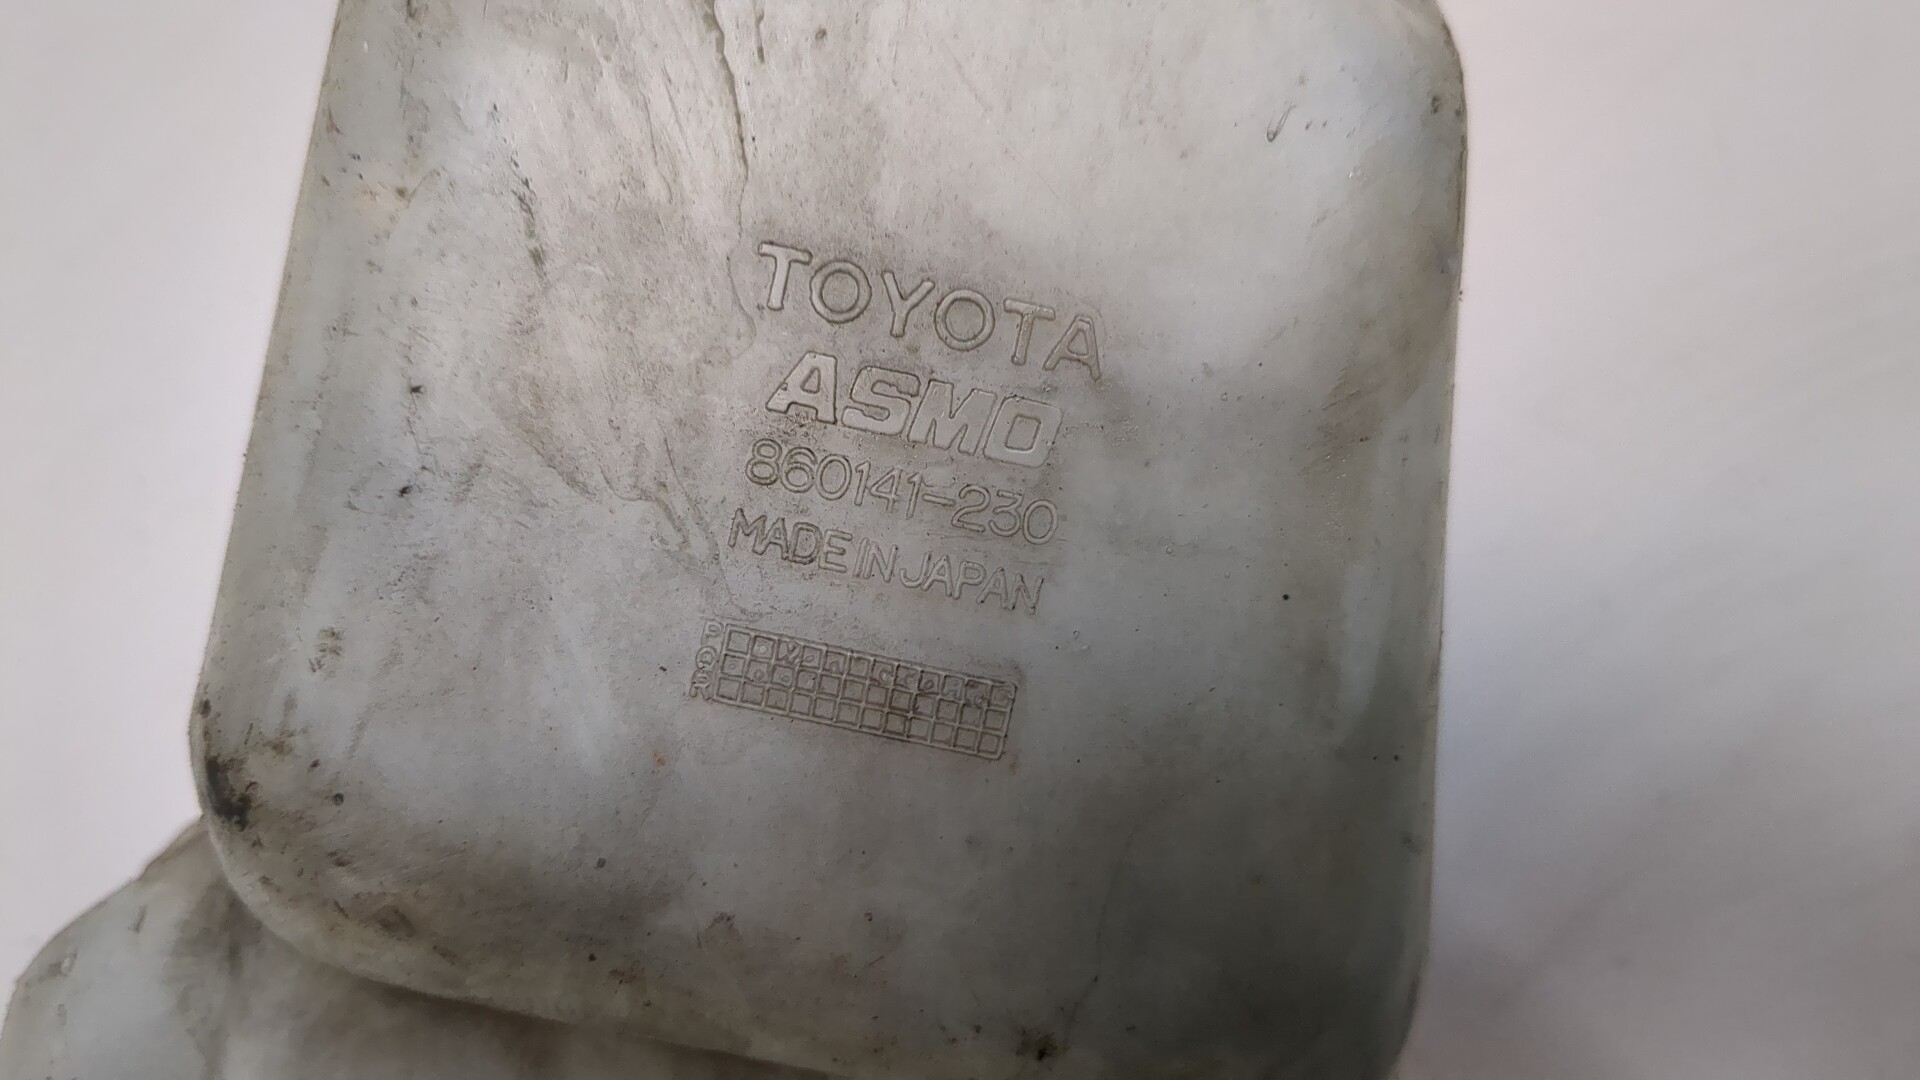 TOYOTA
ASMO
860141-230
MADE IN JAPAN
P
Q
R